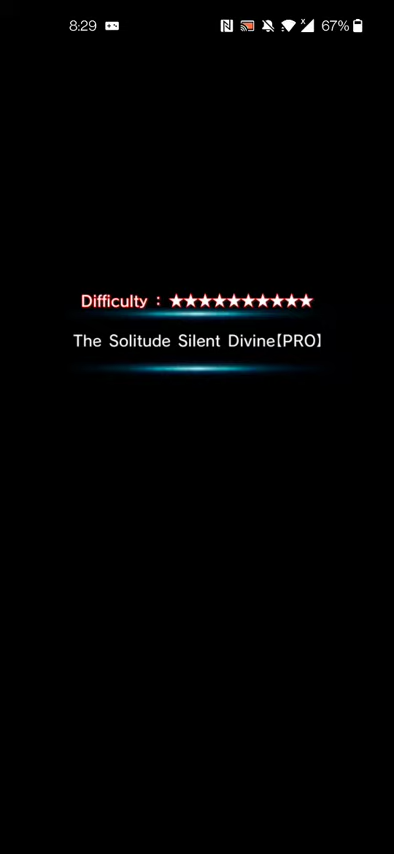 8:29
x
67%
Difficulty : ★★★★★★★★★★
The Solitude Silent Divine【PRO】